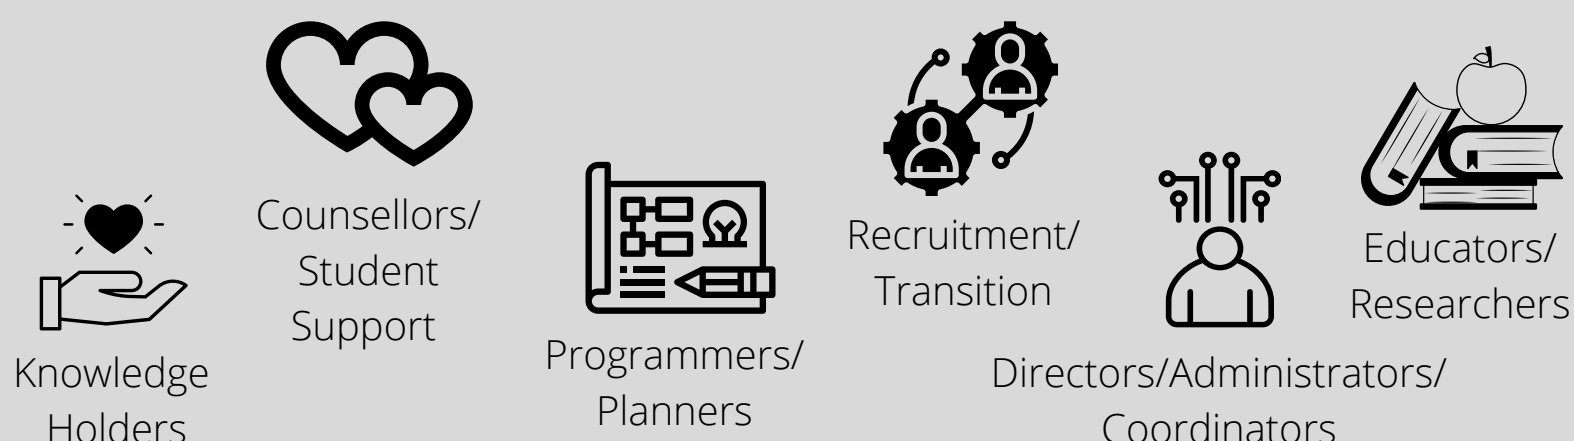 Knowledge
Holders
Counsellors/
Student
Support
Programmers/
Planners
Recruitment/
Transition
Directors/Administrators/
Coordinators
Educators/
Researchers